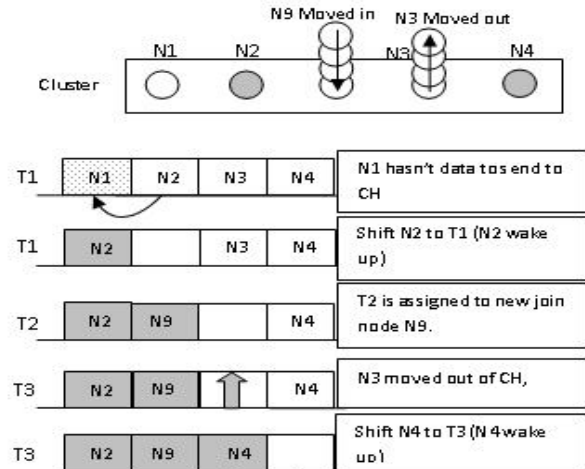 N9 Moved in
N3 Moved out
N1 N2 N3 N4
Cluster
T1 N1 N2 N3 N4
N1 hasn't data to send to
CH
T1 N2 N3 N4
Shift N2 to T1 (N2 wake
up)
T2 N2 N9 N4
T2 is assigned to new join
node N9.
T3 N2 N9 N4
N3 moved out of CH,
T3 N2 N9 N4
Shift N4 to T3 (N4 wake
up)